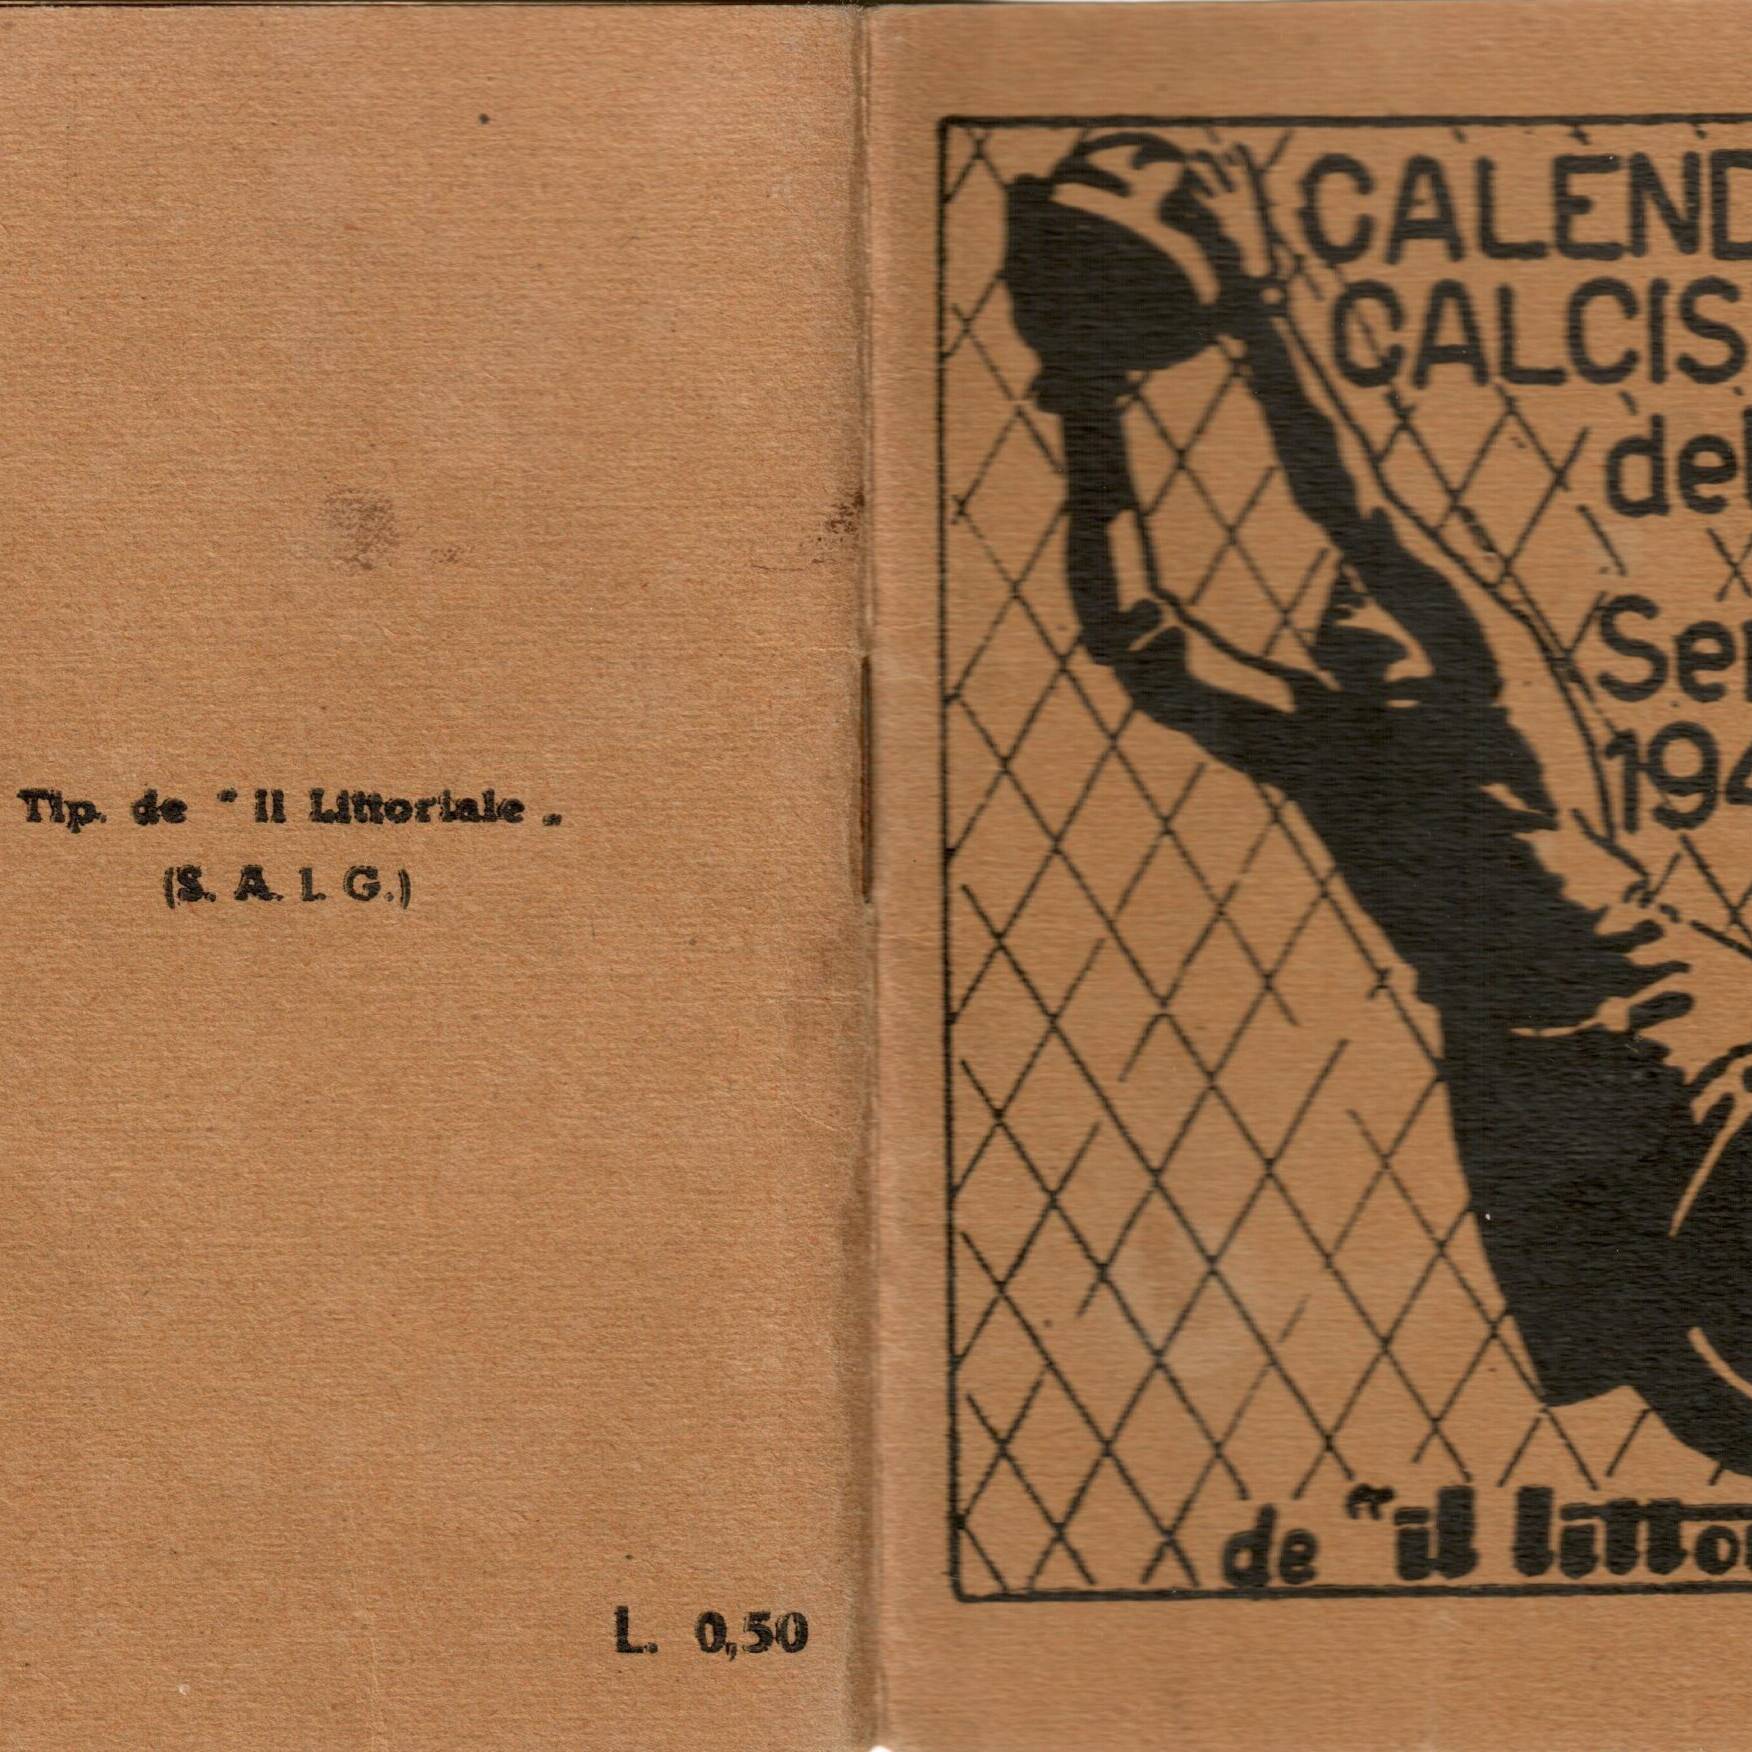 Tip. de " il Littoriale „
(S. A. I. G.)
L. 0,50
CALEND
CALCIS
del
Ser
194
de "il littor